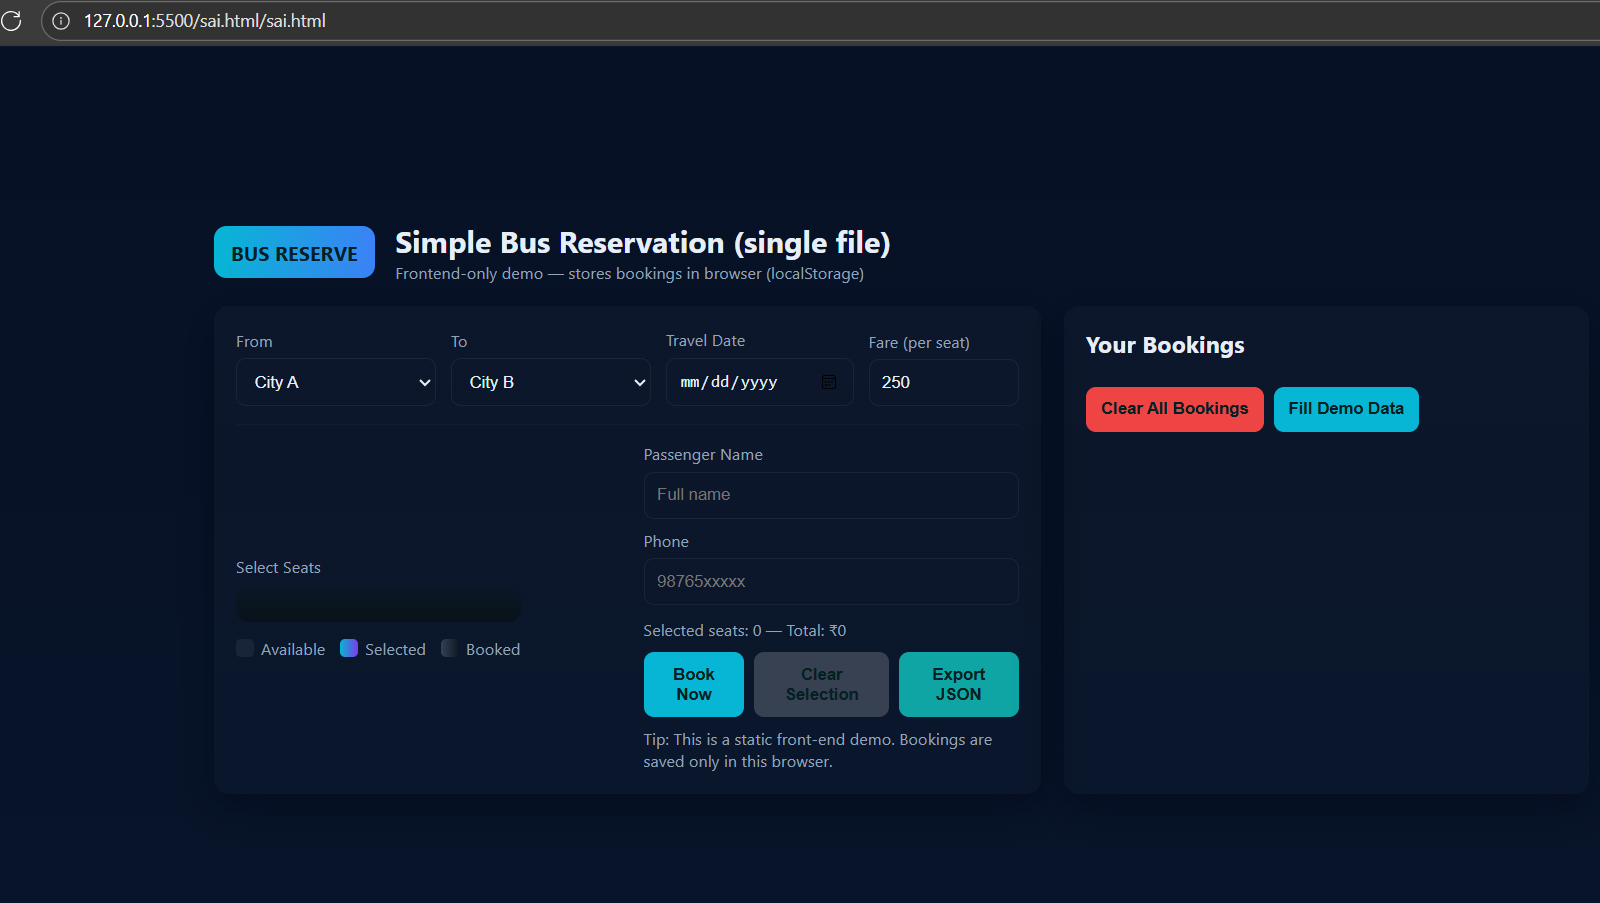 127.0.0.1:5500/sai.html/sai.html
BUS RESERVE
Simple Bus Reservation (single file)
Frontend-only demo — stores bookings in browser (localStorage)
From
To
Travel Date
Fare (per seat)
City A
City B
mm/dd/yyyy
250
Passenger Name
Full name
Phone
98765xxxxx
Select Seats
Available
Selected
Booked
Selected seats: 0 — Total: ₹0
Book
Now
Clear
Selection
Export
JSON
Tip: This is a static front-end demo. Bookings are
saved only in this browser.
Your Bookings
Clear All Bookings
Fill Demo Data